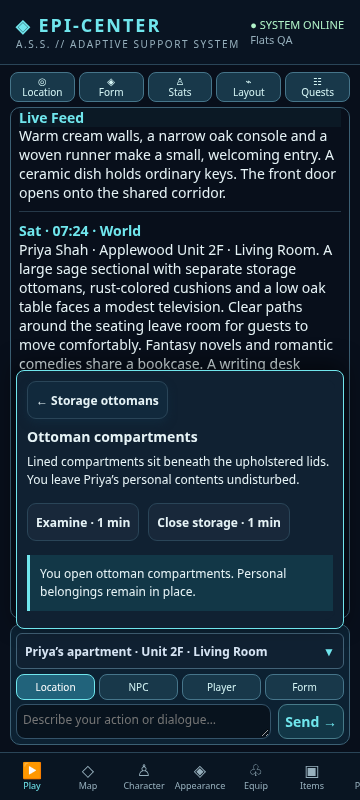 ◈ EPI-CENTER
A.S.S. // ADAPTIVE SUPPORT SYSTEM
● SYSTEM ONLINE
Flats QA
Location
Form
Stats
Layout
Quests
Live Feed
Warm cream walls, a narrow oak console and a
woven runner make a small, welcoming entry. A
ceramic dish holds ordinary keys. The front door
opens onto the shared corridor.
Sat · 07:24 · World
Priya Shah · Applewood Unit 2F · Living Room. A
large sage sectional with separate storage
ottomans, rust-colored cushions and a low oak
table faces a modest television. Clear paths
around the seating leave room for guests to
move comfortably. Fantasy novels and romantic
comedies share a bookcase. A writing desk
← Storage ottomans
Ottoman compartments
Lined compartments sit beneath the upholstered lids.
You leave Priya’s personal contents undisturbed.
Examine · 1 min
Close storage · 1 min
You open ottoman compartments. Personal
belongings remain in place.
Priya’s apartment · Unit 2F · Living Room ▼
Location
NPC
Player
Form
Describe your action or dialogue...
Send →
Play
Map
Character
Appearance
Equip
Items